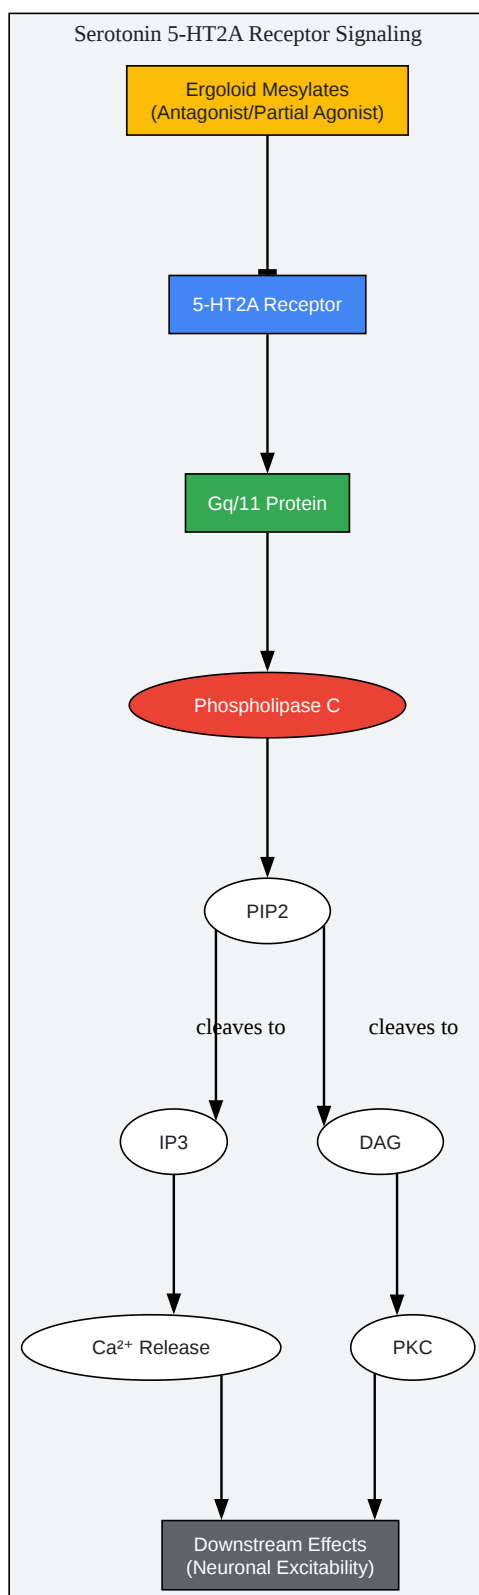 Serotonin 5-HT2A Receptor Signaling
Ergoloid Mesylates
(Antagonist/Partial Agonist)
5-HT2A Receptor
Gq/11 Protein
Phospholipase C
PIP2
cleaves to
cleaves to
IP3
DAG
Ca²⁺ Release
PKC
Downstream Effects
(Neuronal Excitability)